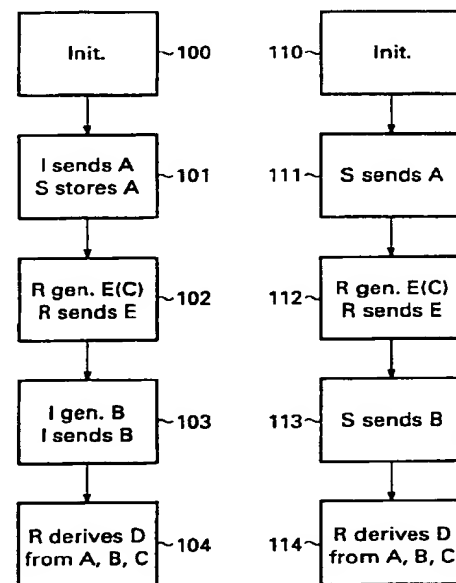 Init.
100
I sends A
S stores A
101
R gen. E(C)
R sends E
102
I gen. B
I sends B
103
R derives D
from A, B, C
104
110
Init.
111
S sends A
112
R gen. E(C)
R sends E
113
S sends B
114
R derives D
from A, B, C